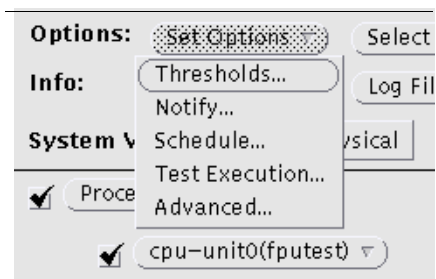 Options: Set Options Select
Thresholds...
Info: Log Fil
Notify...
System V Schedule... ysical
Test Execution...
Proce
Advanced...
cpu-unit0(fputest)